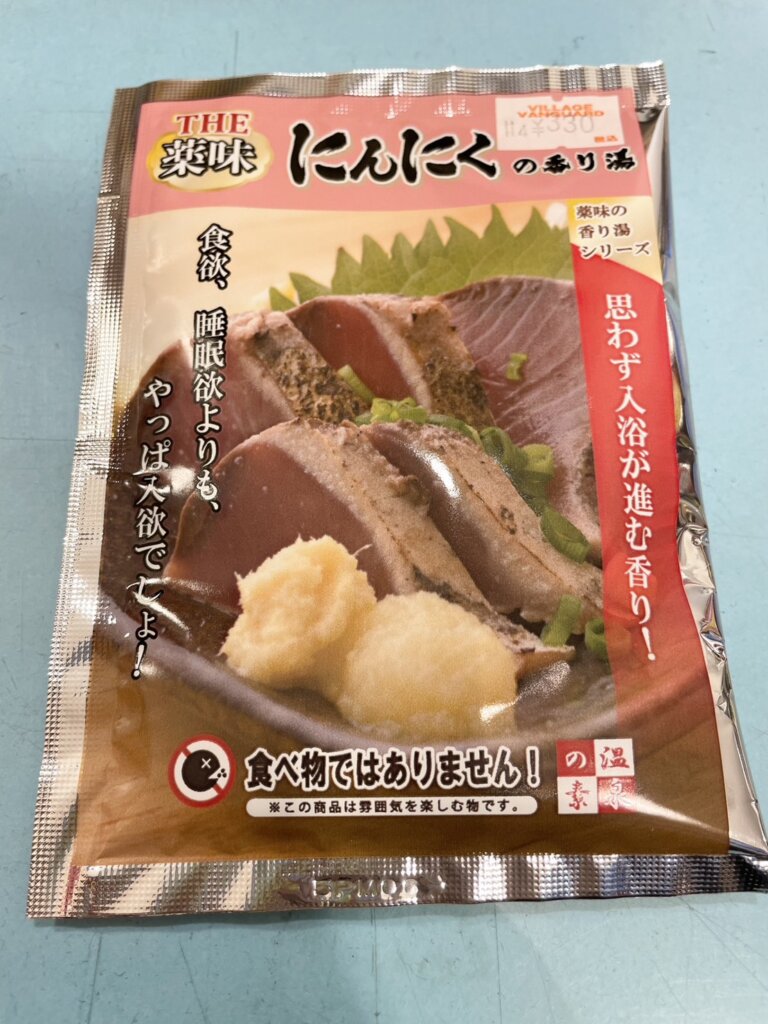 THE
薬味
にんにくの香り湯
VILLAGE
VANGUARD
¥330
税込
薬味の
香り湯
シリーズ
思わず入浴が進む香り!
食欲、睡眠欲よりも、
やっぱ入欲でしょ!
食べ物ではありません!
※この商品は雰囲気を楽しむ物です。
温泉
の素